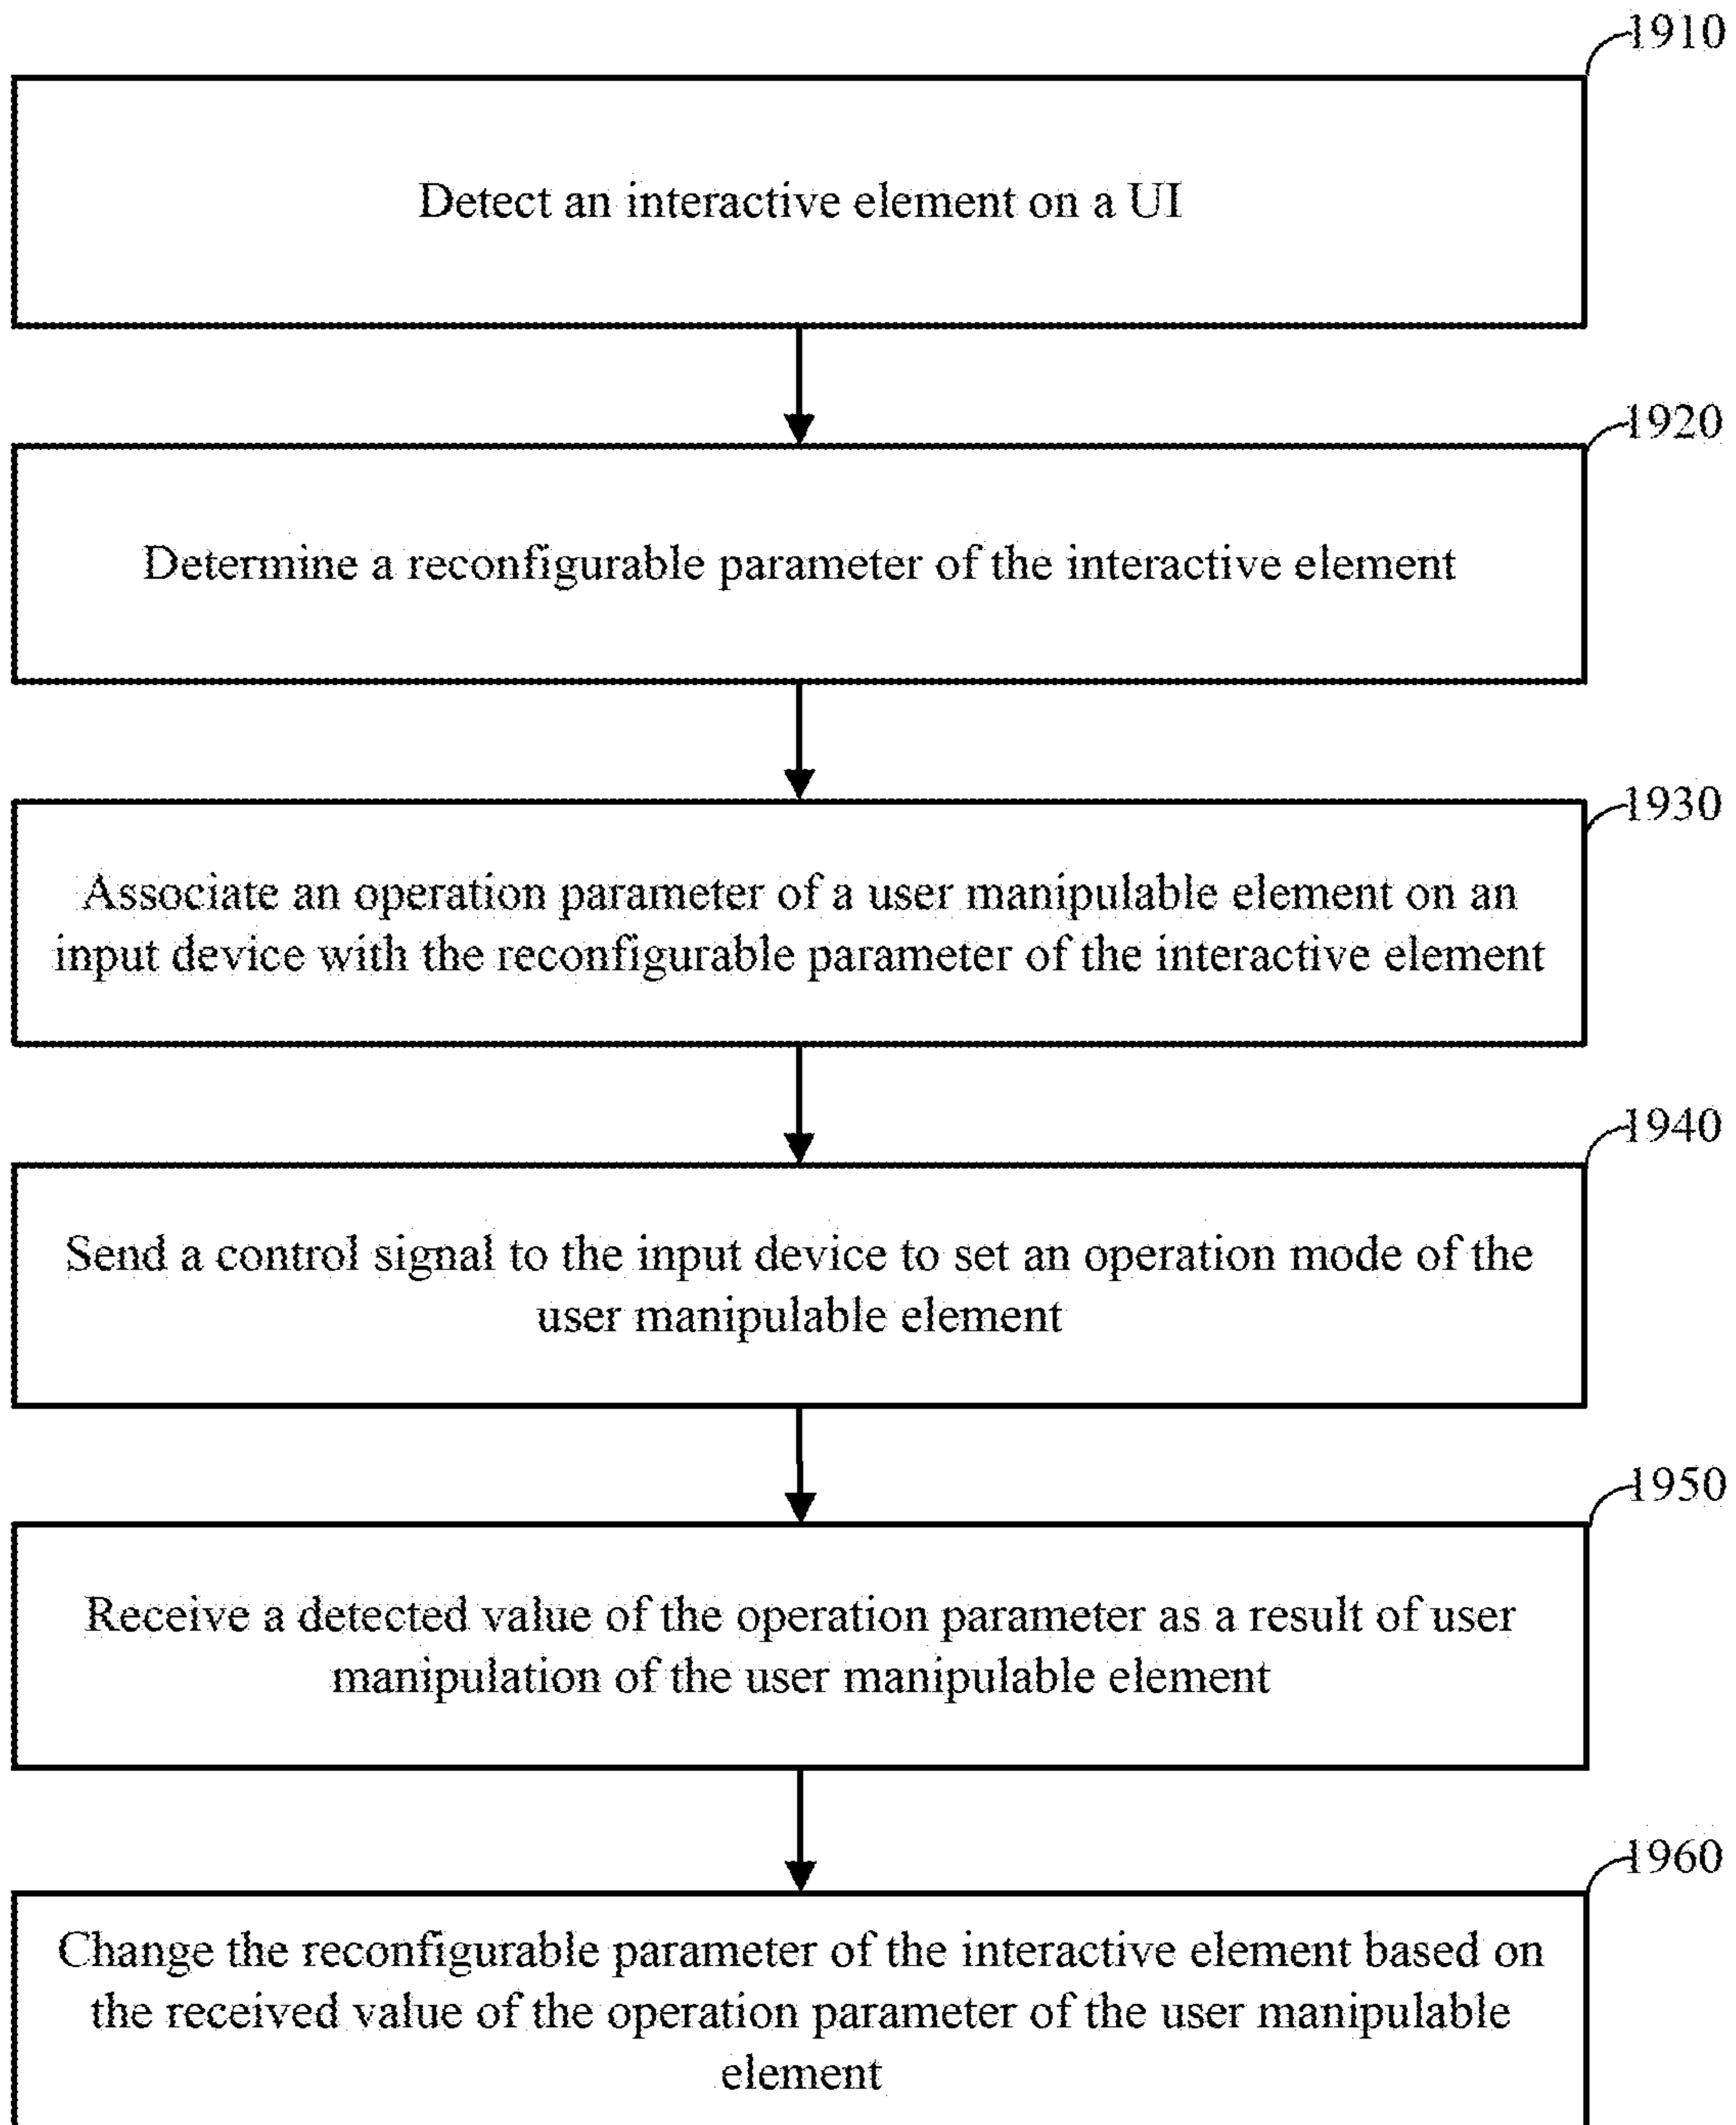 1910
Detect an interactive element on a UI
1920
Determine a reconfigurable parameter of the interactive element
1930
Associate an operation parameter of a user manipulable element on an
input device with the reconfigurable parameter of the interactive element
1940
Send a control signal to the input device to set an operation mode of the
user manipulable element
1950
Receive a detected value of the operation parameter as a result of user
manipulation of the user manipulable element
1960
Change the reconfigurable parameter of the interactive element based on
the received value of the operation parameter of the user manipulable
element